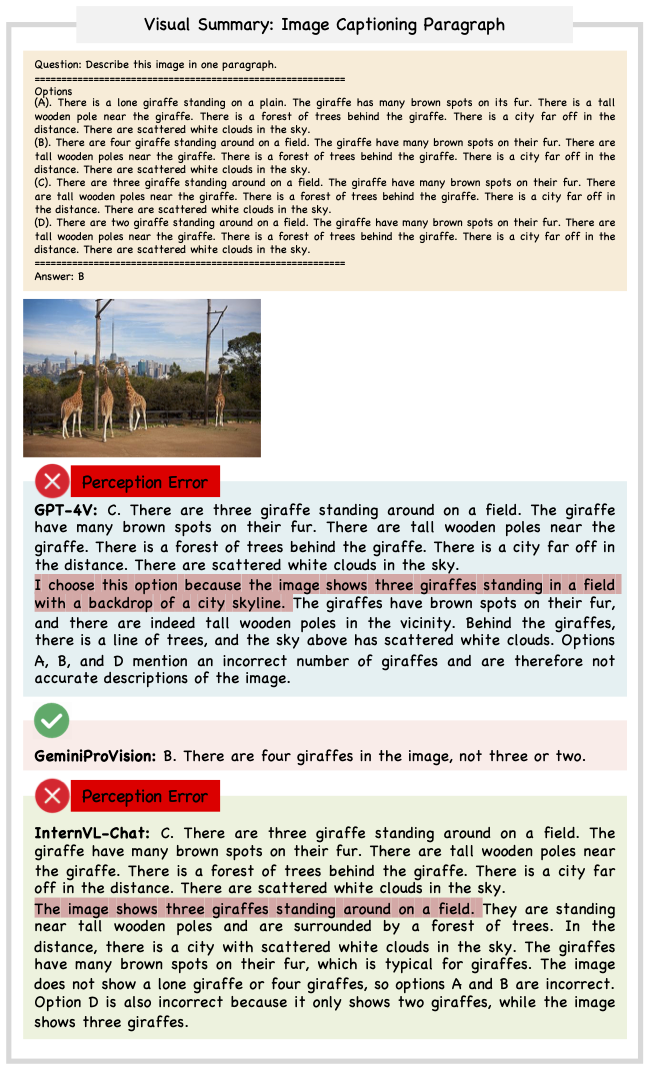 Visual Summary: Image Captioning Paragraph
Question: Describe this image in one paragraph.
==========================================================
Options
(A). There is a lone giraffe standing on a plain. The giraffe has many brown spots on its fur. There is a tall
wooden pole near the giraffe. There is a forest of trees behind the giraffe. There is a city far off in the
distance. There are scattered white clouds in the sky.
(B). There are four giraffe standing around on a field. The giraffe have many brown spots on their fur. There are
tall wooden poles near the giraffe. There is a forest of trees behind the giraffe. There is a city far off in the
distance. There are scattered white clouds in the sky.
(C). There are three giraffe standing around on a field. The giraffe have many brown spots on their fur. There
are tall wooden poles near the giraffe. There is a forest of trees behind the giraffe. There is a city far off in
the distance. There are scattered white clouds in the sky.
(D). There are two giraffe standing around on a field. The giraffe have many brown spots on their fur. There are
tall wooden poles near the giraffe. There is a forest of trees behind the giraffe. There is a city far off in the
distance. There are scattered white clouds in the sky.
==========================================================
Answer: B
Perception Error
GPT-4V: C. There are three giraffe standing around on a field. The giraffe
have many brown spots on their fur. There are tall wooden poles near the
giraffe. There is a forest of trees behind the giraffe. There is a city far off in
the distance. There are scattered white clouds in the sky.
I choose this option because the image shows three giraffes standing in a field
with a backdrop of a city skyline. The giraffes have brown spots on their fur,
and there are indeed tall wooden poles in the vicinity. Behind the giraffes,
there is a line of trees, and the sky above has scattered white clouds. Options
A, B, and D mention an incorrect number of giraffes and are therefore not
accurate descriptions of the image.
GeminiProVision: B. There are four giraffes in the image, not three or two.
Perception Error
InternVL-Chat: C. There are three giraffe standing around on a field. The
giraffe have many brown spots on their fur. There are tall wooden poles near
the giraffe. There is a forest of trees behind the giraffe. There is a city far
off in the distance. There are scattered white clouds in the sky.
The image shows three giraffes standing around on a field. They are standing
near tall wooden poles and are surrounded by a forest of trees. In the
distance, there is a city with scattered white clouds in the sky. The giraffes
have many brown spots on their fur, which is typical for giraffes. The image
does not show a lone giraffe or four giraffes, so options A and B are incorrect.
Option D is also incorrect because it only shows two giraffes, while the image
shows three giraffes.